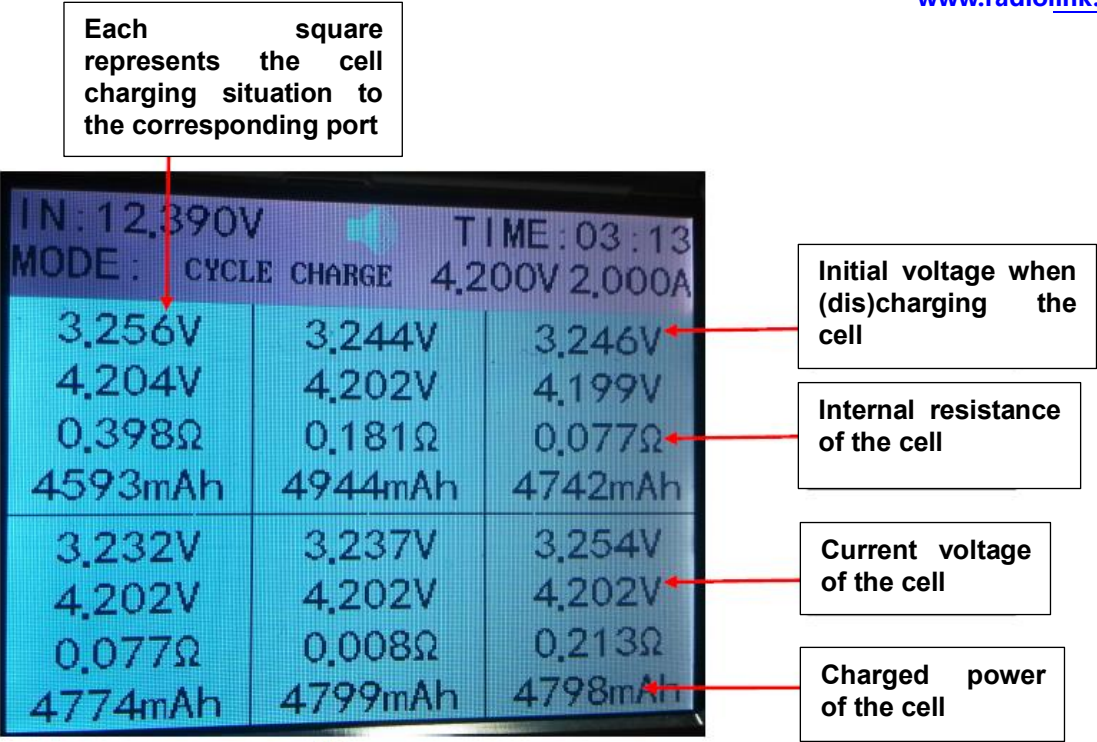 www.radiolink.
Each square
represents the cell
charging situation to
the corresponding port
IN:12.390V TIME:03:13
MODE: CYCLE CHARGE 4.200V 2.000A
3.256V 3.244V 3.246V
4.204V 4.202V 4.199V
0.398Ω 0.181Ω 0.077Ω
4593mAh 4944mAh 4742mAh
3.232V 3.237V 3.254V
4.202V 4.202V 4.202V
0.077Ω 0.008Ω 0.213Ω
4774mAh 4799mAh 4798mAh
Initial voltage when
(dis)charging the
cell
Internal resistance
of the cell
Current voltage
of the cell
Charged power
of the cell